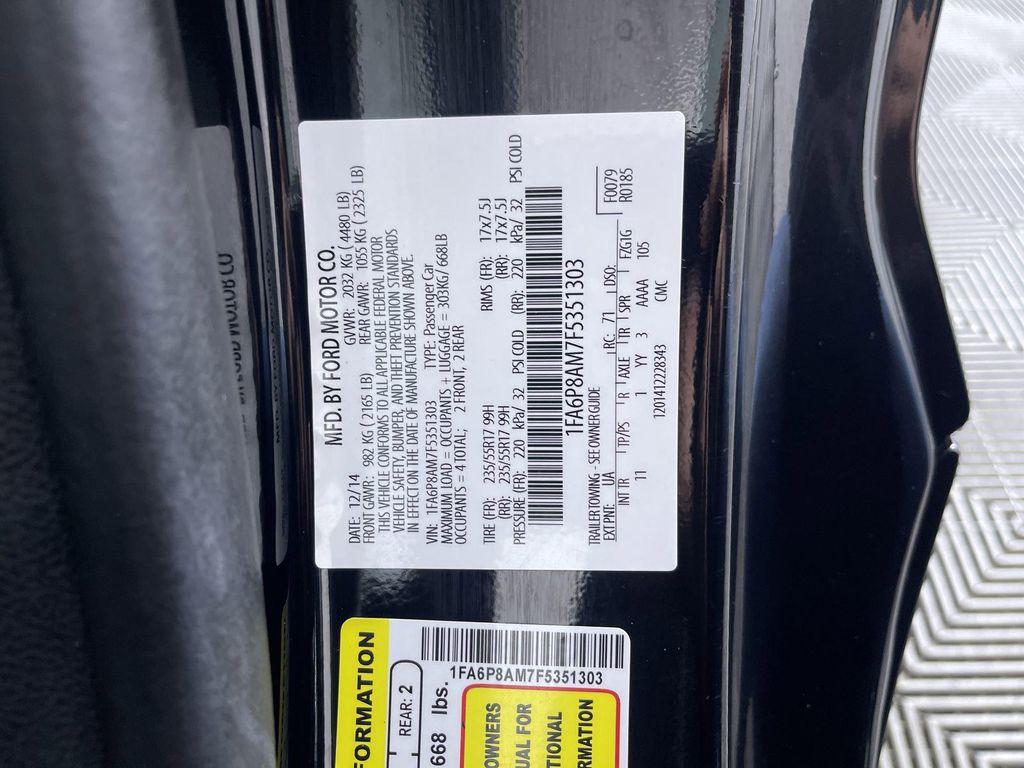 MFD. BY FORD MOTOR CO.
DATE: 12/14 GVWR: 2032 KG ( 4480 LB)
FRONT GAWR: 982 KG ( 2165 LB) REAR GAWR: 1055 KG ( 2325 LB)
THIS VEHICLE CONFORMS TO ALL APPLICABLE FEDERAL MOTOR
VEHICLE SAFETY, BUMPER, AND THEFT PREVENTION STANDARDS
IN EFFECT ON THE DATE OF MANUFACTURE SHOWN ABOVE.
VIN: 1FA6P8AM7F5351303 TYPE: Passenger Car
MAXIMUM LOAD = OCCUPANTS + LUGGAGE = 303KG/ 668LB
OCCUPANTS = 4 TOTAL; 2 FRONT, 2 REAR
TIRE (FR): 235/55R17 99H RIMS (FR): 17x7.5J
(RR): 235/55R17 99H (RR): 17x7.5J
PRESSURE (FR): 220 kPa/ 32 PSI COLD (RR): 220 kPa/ 32 PSI COLD
1FA6P8AM7F5351303
TRAILER TOWING - SEE OWNER GUIDE F0079
EXT PNT: UA RC: 71 DSO: R0185
INT TR TP/PS R AXLE TR SPR FZG1G
11 1 YY 3 AAAA 105
120141222B343 CMC
FORMATION
REAR: 2
668 lbs.
1FA6P8AM7F5351303
OWNERS
UAL FOR
TIONAL
RMATION